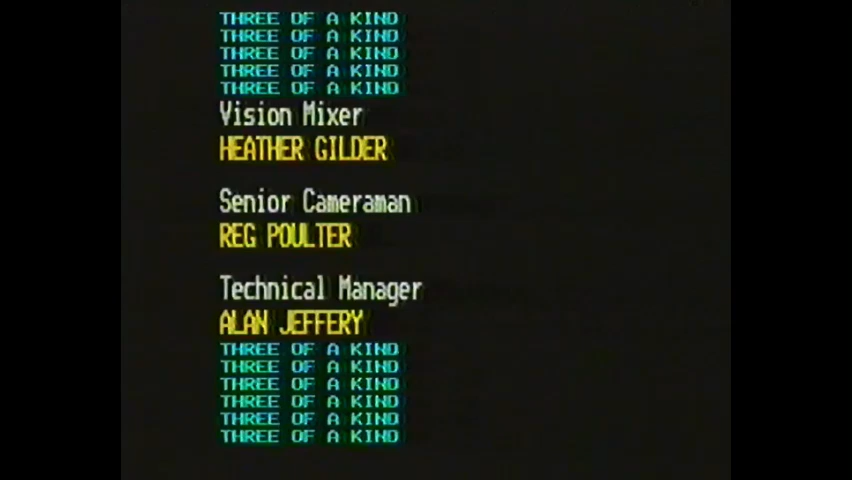 THREE OF A KIND
THREE OF A KIND
THREE OF A KIND
THREE OF A KIND
THREE OF A KIND
Vision Mixer
HEATHER GILDER
Senior Cameraman
REG POULTER
Technical Manager
ALAN JEFFERY
THREE OF A KIND
THREE OF A KIND
THREE OF A KIND
THREE OF A KIND
THREE OF A KIND
THREE OF A KIND